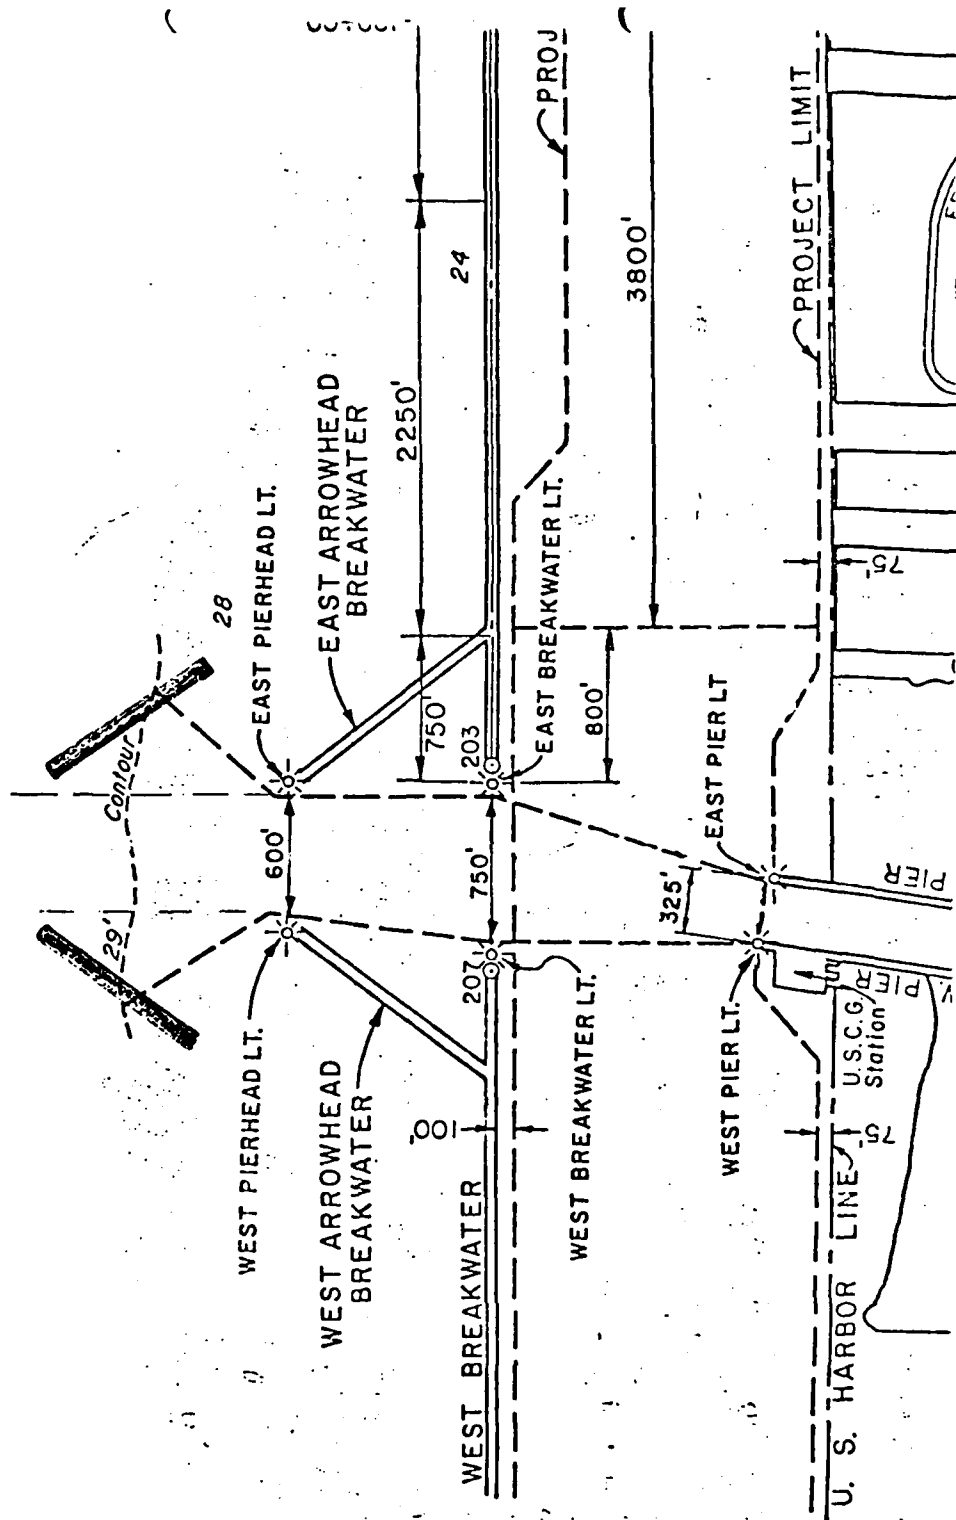 29'
Contour
28
WEST PIERHEAD LT.
600'
EAST PIERHEAD LT.
WEST ARROWHEAD
BREAKWATER
EAST ARROWHEAD
BREAKWATER
750'
2250'
24
WEST BREAKWATER
100'
207
750'
203
WEST BREAKWATER LT.
EAST BREAKWATER LT.
PROJ
800'
3800'
325'
WEST PIER LT.
EAST PIER LT
PROJECT LIMIT
75'
75'
U. S. HARBOR LINE
U.S.C.G.
Station
PIER
PIER